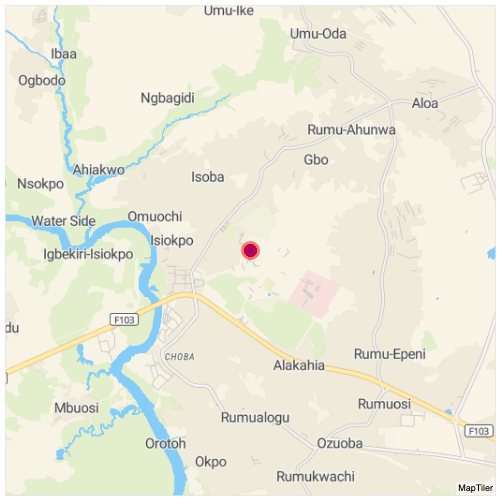 Umu-Ike
Umu-Oda
Ibaa
Ogbodo
Ngbagidi
Aloa
Rumu-Ahunwa
Gbo
Ahiakwo
Isoba
Nsokpo
Water Side
Omuochi
Isiokpo
Igbekiri-Isiokpo
F103
du
CHOBA
Rumu-Epeni
Alakahia
Mbuosi
Rumuosi
Rumualogu
F103
Orotoh
Ozuoba
Okpo
Rumukwachi
MapTiler